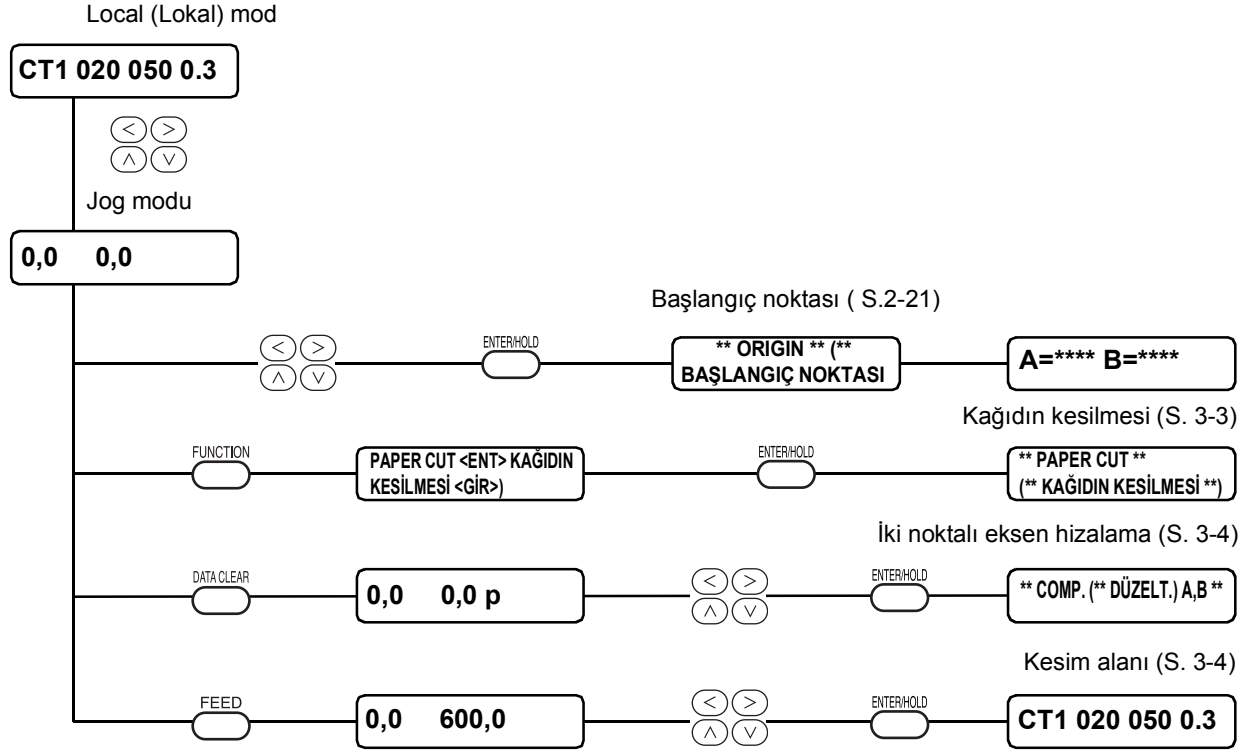 Local (Lokal) mod
CT1 020 050 0.3
< >
∧ ∨
Jog modu
0,0 0,0
Başlangıç noktası ( S.2-21)
< >
∧ ∨
ENTER/HOLD
** ORIGIN ** (**
BAŞLANGIÇ NOKTASI
A=**** B=****
Kağıdın kesilmesi (S. 3-3)
FUNCTION
PAPER CUT <ENT> KAĞIDIN
KESİLMESİ <GİR>)
ENTER/HOLD
** PAPER CUT **
(** KAĞIDIN KESİLMESİ **)
İki noktalı eksen hizalama (S. 3-4)
DATA CLEAR
0,0 0,0 p
< >
∧ ∨
ENTER/HOLD
** COMP. (** DÜZELT.) A,B **
Kesim alanı (S. 3-4)
FEED
0,0 600,0
< >
∧ ∨
ENTER/HOLD
CT1 020 050 0.3